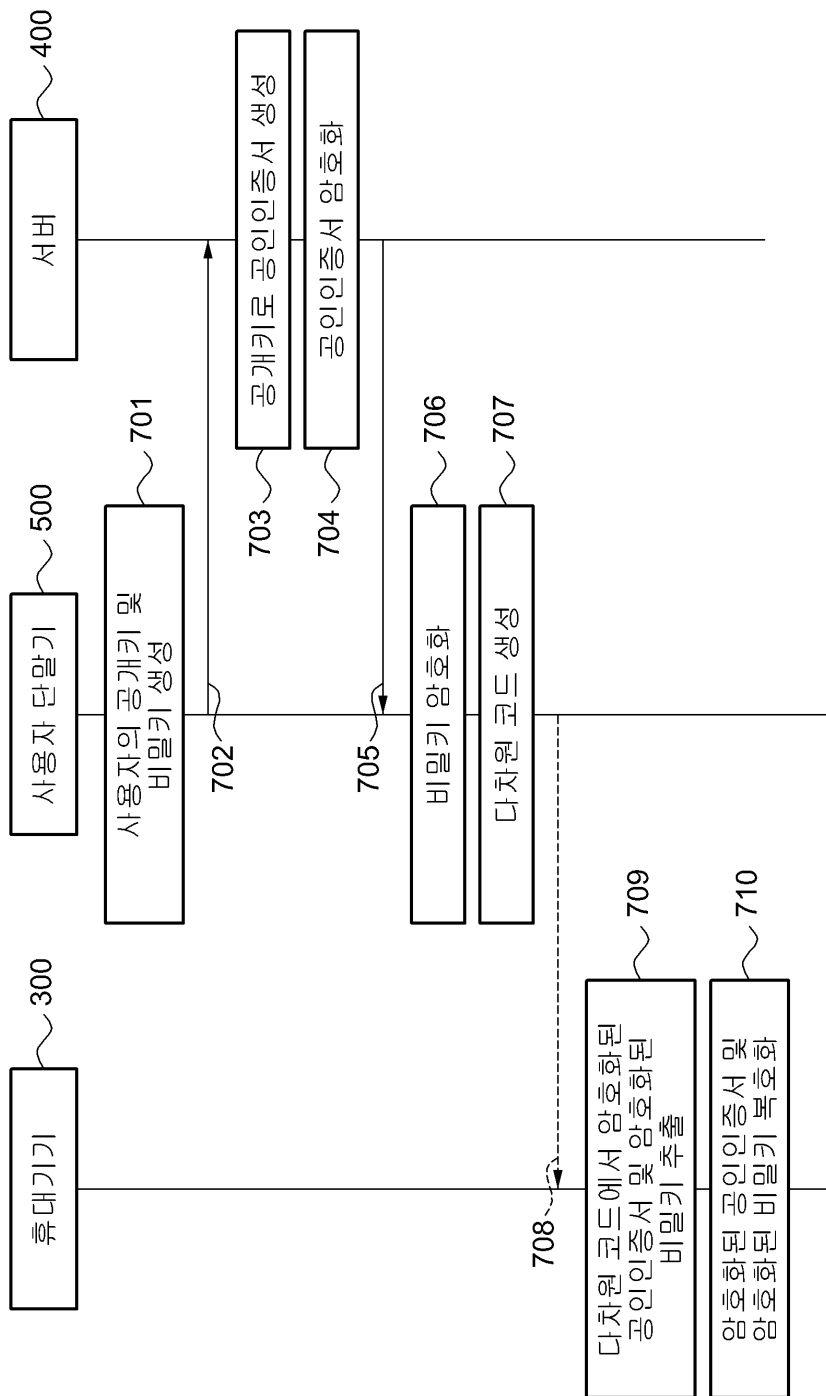 휴대기기
300
사용자 단말기
500
서버
400
사용자의 공개키 및
비밀키 생성
701
702
공개키로 공인인증서 생성
703
공인인증서 암호화
704
705
비밀키 암호화
706
다차원 코드 생성
707
708
다차원 코드에서 암호화된
공인인증서 및 암호화된
비밀키 추출
709
암호화된 공인인증서 및
암호화된 비밀키 복호화
710